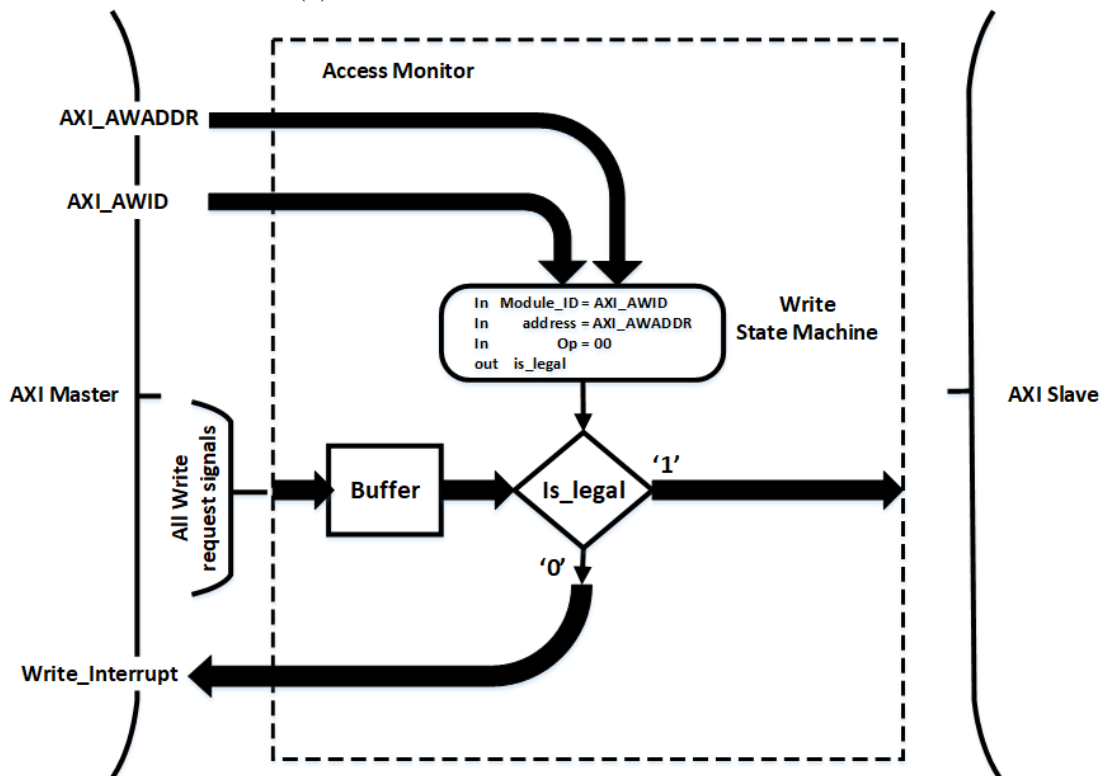 Access Monitor
AXI_AWADDR
AXI_AWID
In Module_ID = AXI_AWID
In address = AXI_AWADDR
In Op = 00
out is_legal
Write
State Machine
AXI Master
AXI Slave
All Write
request signals
Buffer
Is_legal
‘1’
‘0’
Write_Interrupt